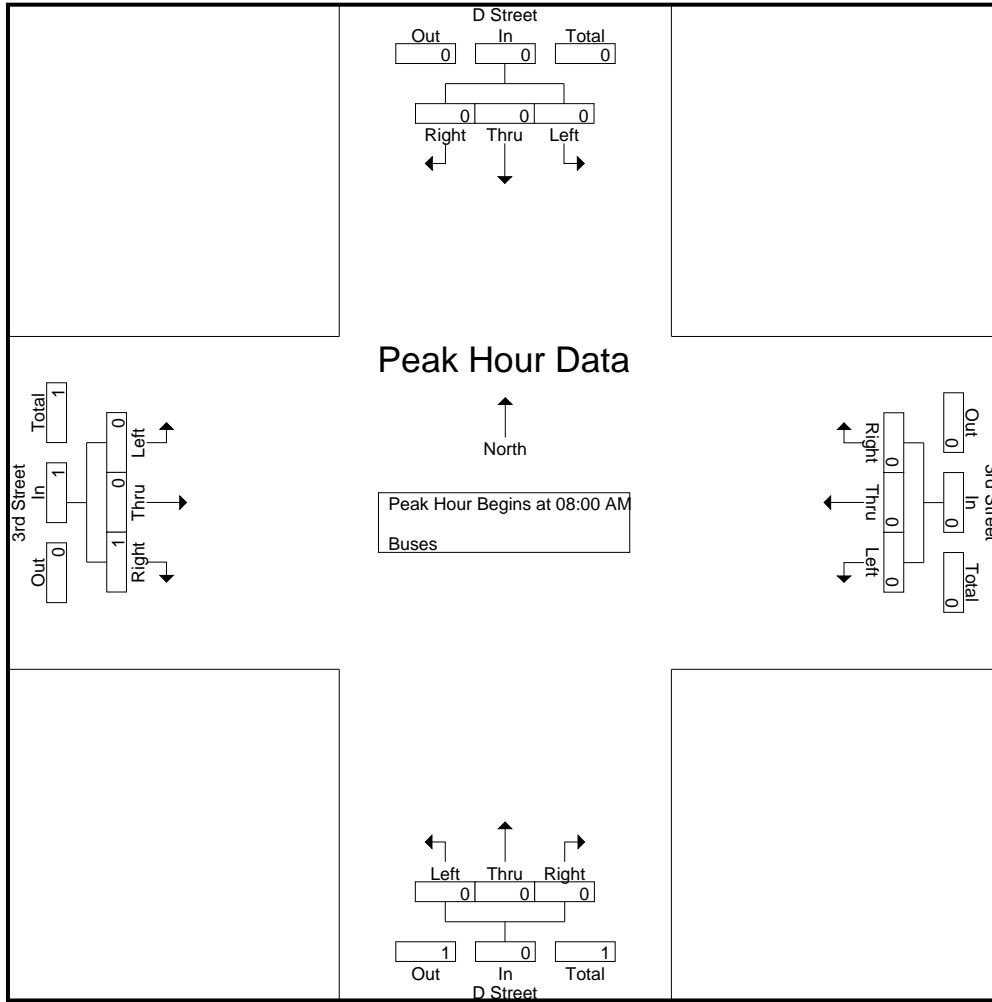 D Street
Out In Total
0 0 0
0 0 0
Right Thru Left
Peak Hour Data
North
Peak Hour Begins at 08:00 AM
Buses
3rd Street
Total In Out
1 1 0
0 0 1
Left Thru Right
Right Thru Left
0 0 0
Out In Total
0 0 0
3rd Street
Left Thru Right
0 0 0
1 0 1
Out In Total
D Street